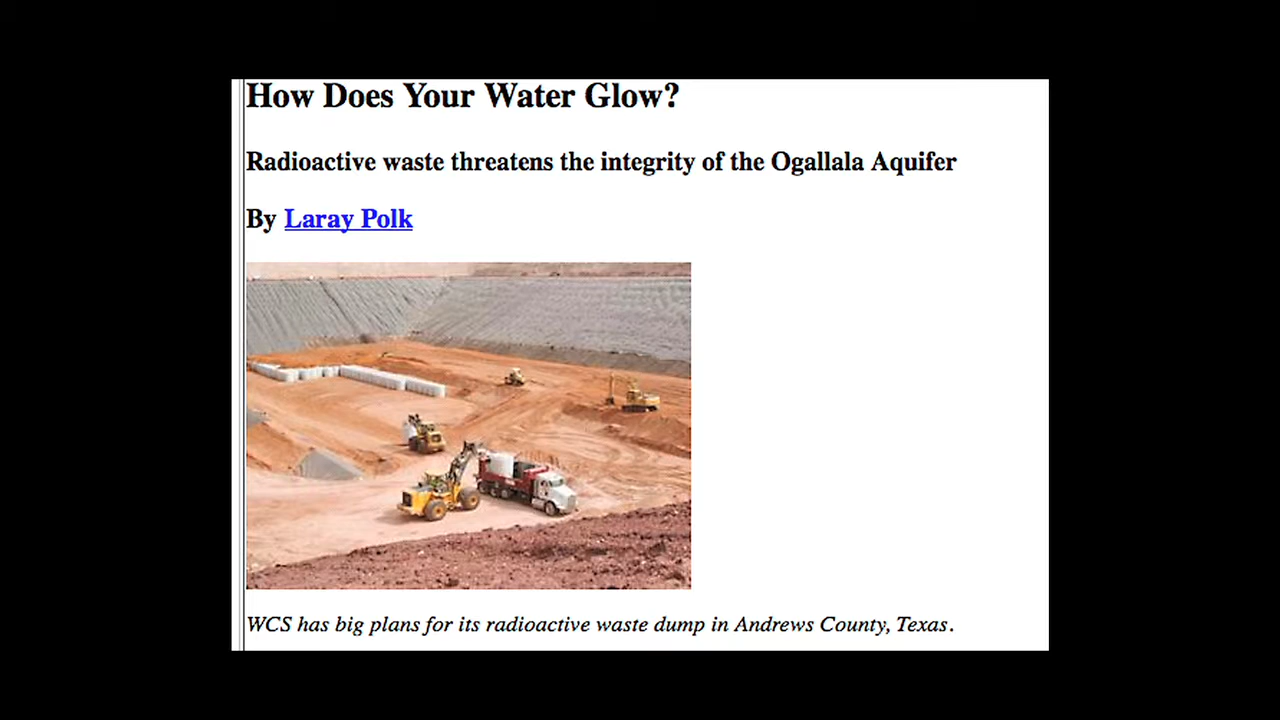 How Does Your Water Glow?
Radioactive waste threatens the integrity of the Ogallala Aquifer
By Laray Polk
WCS has big plans for its radioactive waste dump in Andrews County, Texas.